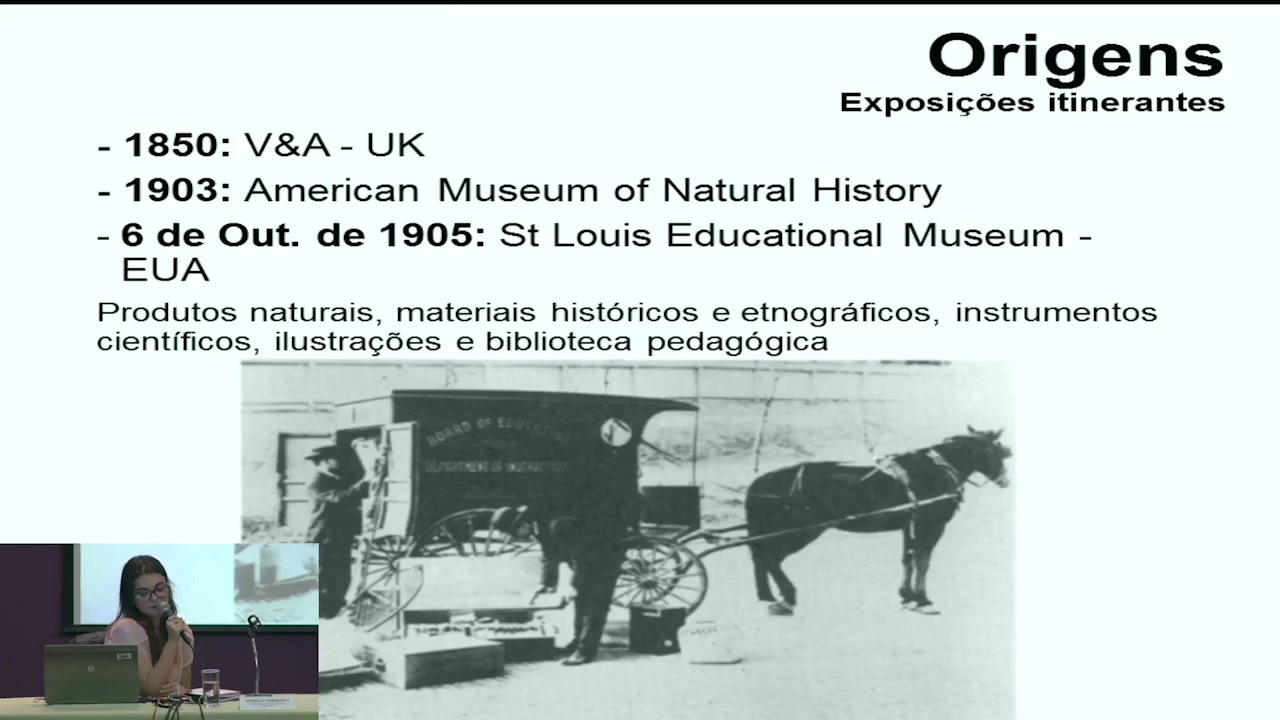 Origens
Exposições itinerantes
- 1850: V&A - UK
- 1903: American Museum of Natural History
- 6 de Out. de 1905: St Louis Educational Museum -
EUA
Produtos naturais, materiais históricos e etnográficos, instrumentos
científicos, ilustrações e biblioteca pedagógica
BOARD OF EDUCATION
DEPARTMENT OF INSTRUCTION